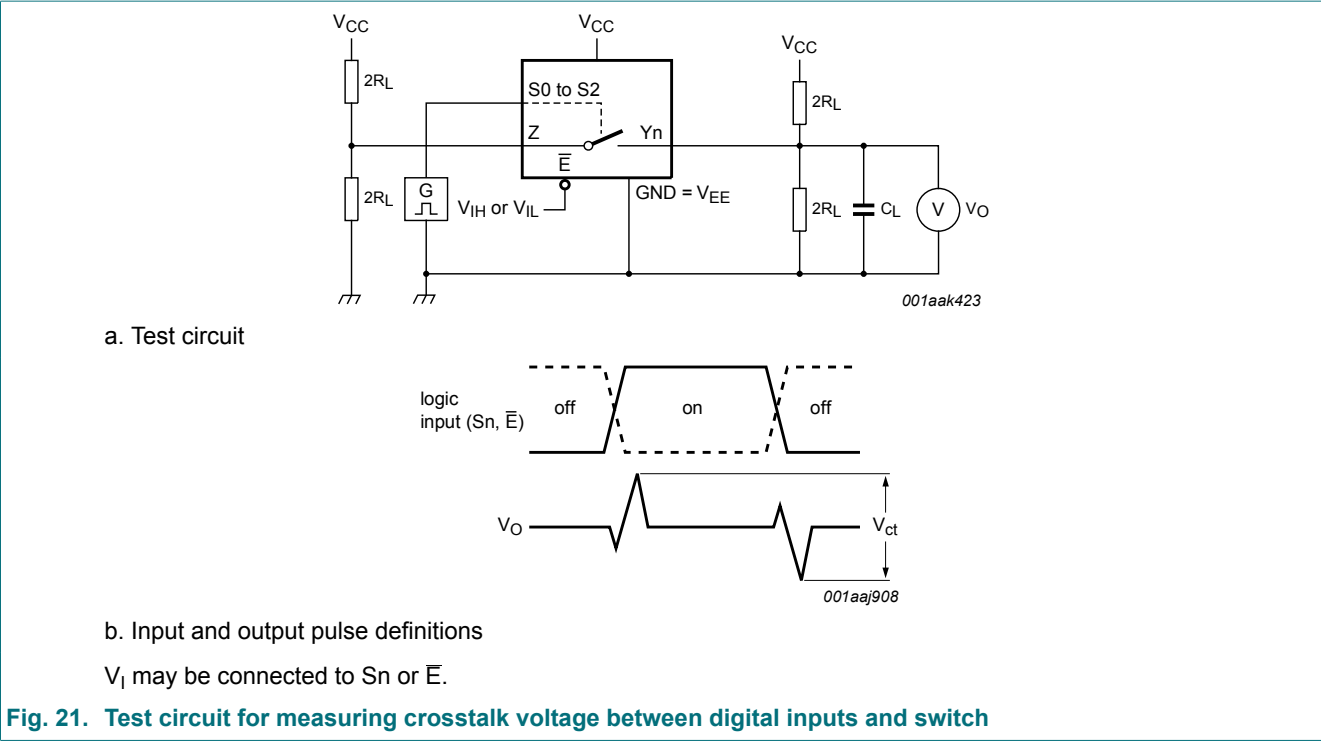 VCC
VCC
VCC
2RL
S0 to S2
2RL
Z
Yn
E̅
2RL
G
VIH or VIL
GND = VEE
2RL
CL
V
VO
001aak423
a. Test circuit
logic
input (Sn, E̅)
off
on
off
VO
Vct
001aaj908
b. Input and output pulse definitions
VI may be connected to Sn or E̅.
Fig. 21. Test circuit for measuring crosstalk voltage between digital inputs and switch